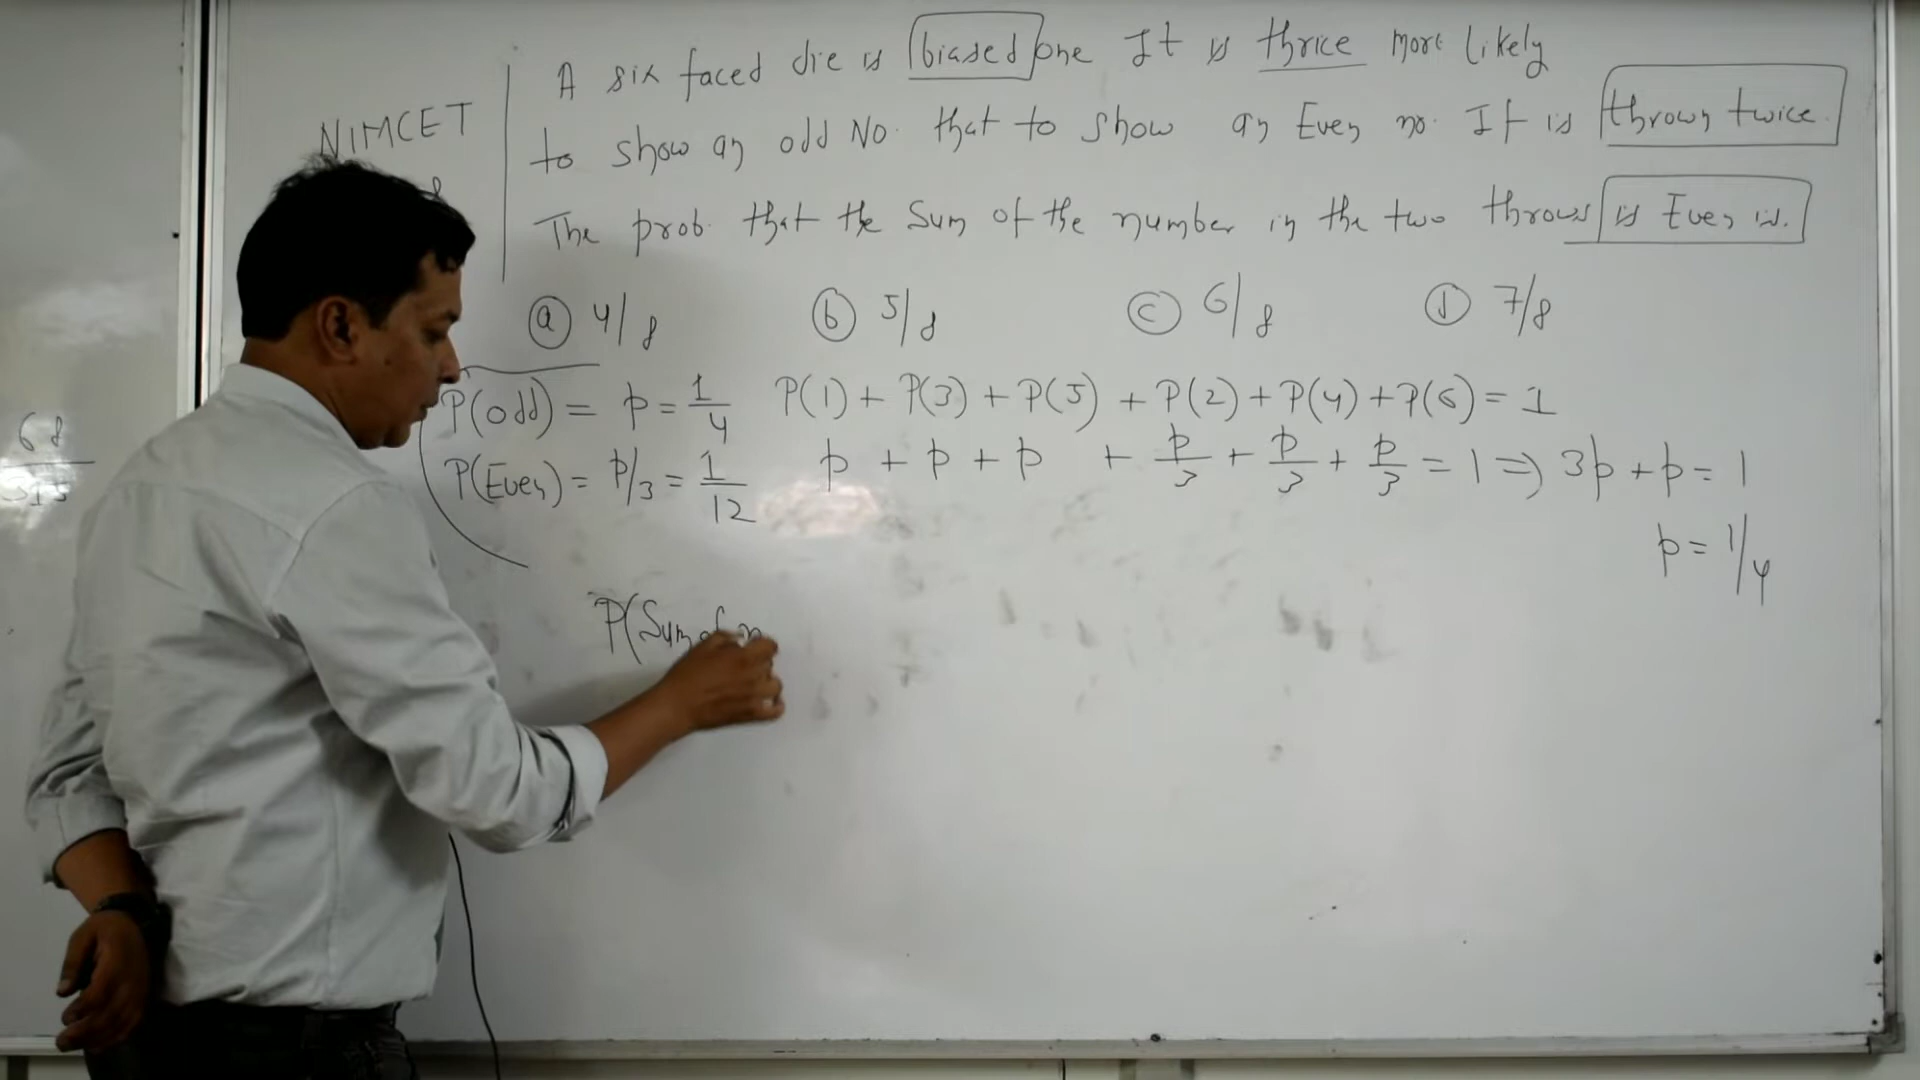 NIMCET
A six faced die is biased one It is thrice more likely
to show an odd No. that to show an Even no. It is thrown twice.
The prob. that the Sum of the number in the two throws is Even is.
(a) 4/8 (b) 5/8 (c) 6/8 (d) 7/8
P(odd) = p = 1/4 P(1) + P(3) + P(5) + P(2) + P(4) + P(6) = 1
P(Even) = p/3 = 1/12 p + p + p + p/3 + p/3 + p/3 = 1 => 3p + p = 1
p = 1/4
P(Sum of n
68